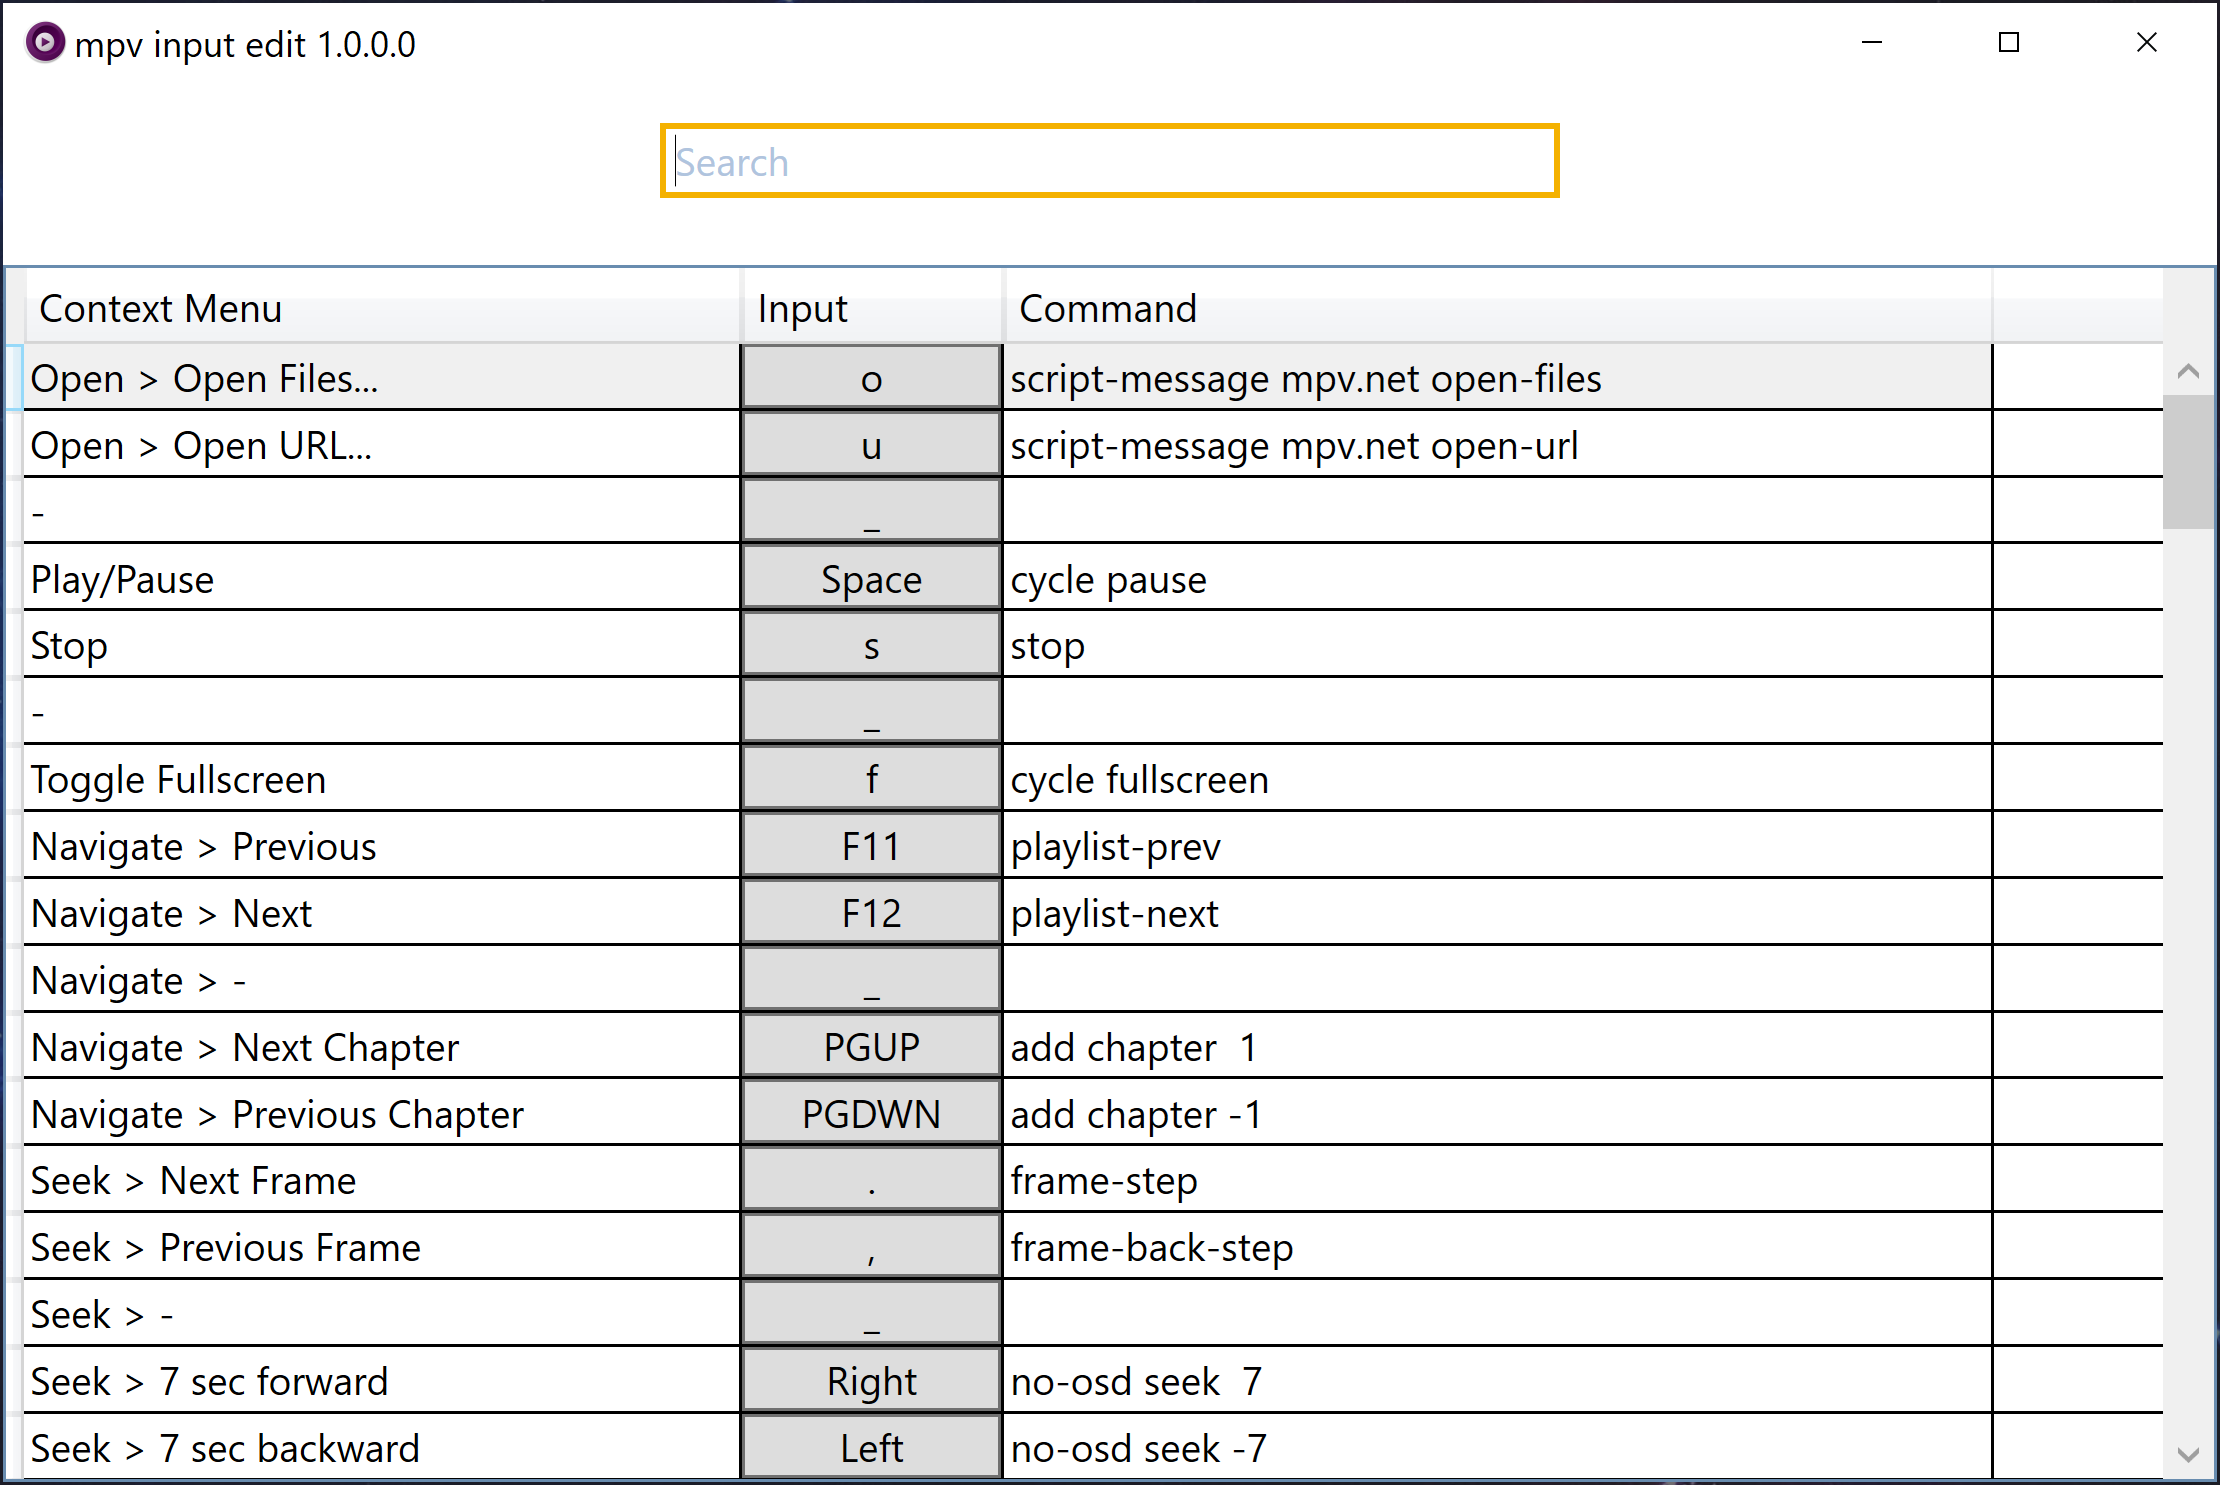 mpv input edit 1.0.0.0
Search
Context Menu Input Command
Open > Open Files... o script-message mpv.net open-files
Open > Open URL... u script-message mpv.net open-url
- _
Play/Pause Space cycle pause
Stop s stop
- _
Toggle Fullscreen f cycle fullscreen
Navigate > Previous F11 playlist-prev
Navigate > Next F12 playlist-next
Navigate > - _
Navigate > Next Chapter PGUP add chapter  1
Navigate > Previous Chapter PGDWN add chapter -1
Seek > Next Frame . frame-step
Seek > Previous Frame , frame-back-step
Seek > - _
Seek > 7 sec forward Right no-osd seek  7
Seek > 7 sec backward Left no-osd seek -7